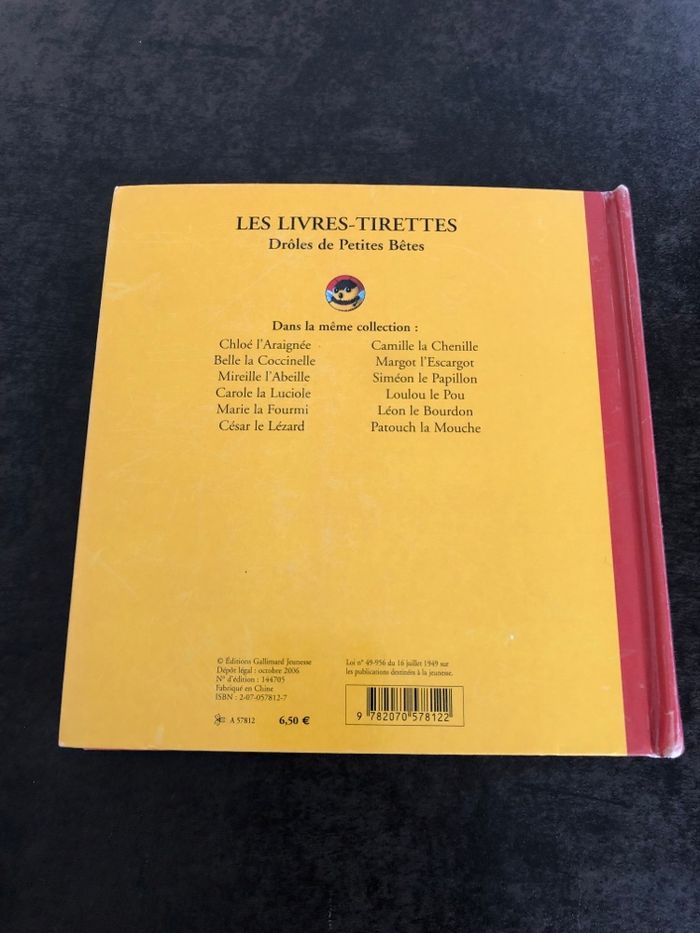 LES LIVRES-TIRETTES
Drôles de Petites Bêtes
Dans la même collection :
Chloé l'Araignée
Belle la Coccinelle
Mireille l'Abeille
Carole la Luciole
Marie la Fourmi
César le Lézard
Camille la Chenille
Margot l'Escargot
Siméon le Papillon
Loulou le Pou
Léon le Bourdon
Patouch la Mouche
© Éditions Gallimard Jeunesse
Dépôt légal : octobre 2006
N° d'édition : 144705
Fabriqué en Chine
ISBN : 2-07-057812-7
A 57812 6,50 €
Loi n° 49-956 du 16 juillet 1949 sur
les publications destinées à la jeunesse.
9 782070 578122